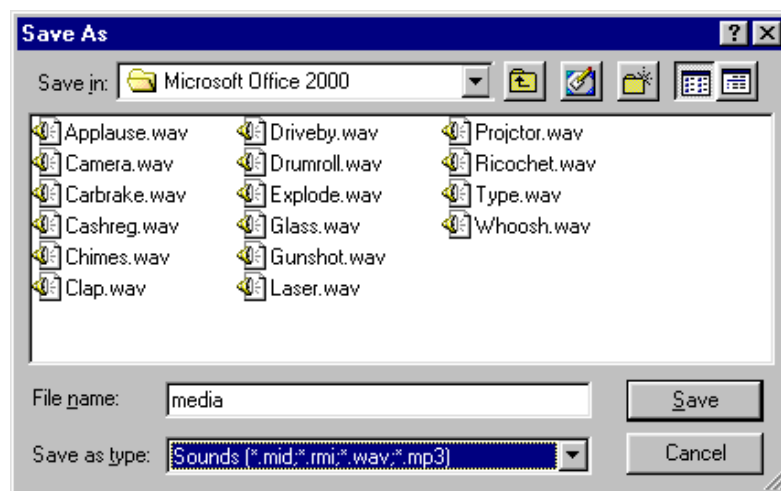 Save As
Save in: Microsoft Office 2000
Applause.wav Driveby.wav Projctor.wav
Camera.wav Drumroll.wav Ricochet.wav
Carbrake.wav Explode.wav Type.wav
Cashreg.wav Glass.wav Whoosh.wav
Chimes.wav Gunshot.wav
Clap.wav Laser.wav
File name: media Save
Save as type: Sounds (*.mid;*.rmi;*.wav;*.mp3) Cancel